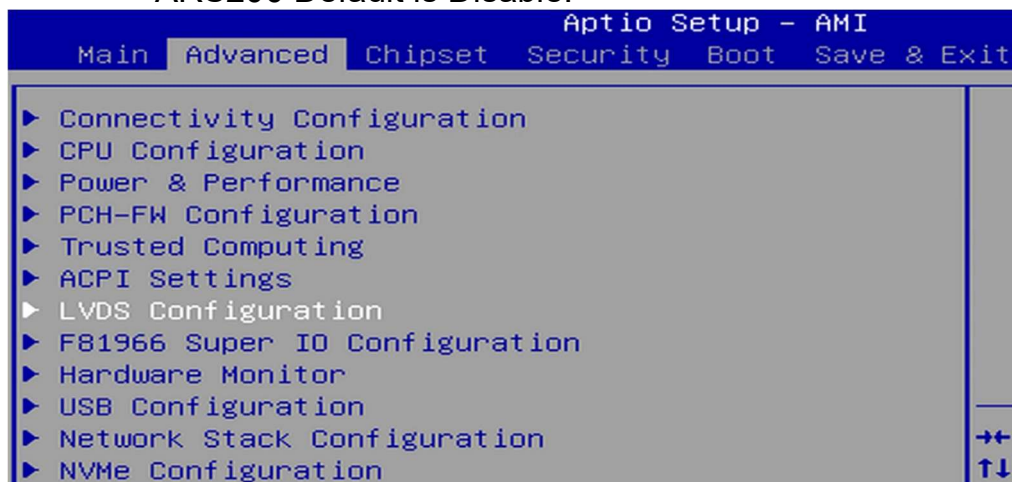 Aptio Setup – AMI
Main Advanced Chipset Security Boot Save & Exit
▶ Connectivity Configuration
▶ CPU Configuration
▶ Power & Performance
▶ PCH-FW Configuration
▶ Trusted Computing
▶ ACPI Settings
▶ LVDS Configuration
▶ F81966 Super IO Configuration
▶ Hardware Monitor
▶ USB Configuration
▶ Network Stack Configuration
▶ NVMe Configuration
→←
↑↓